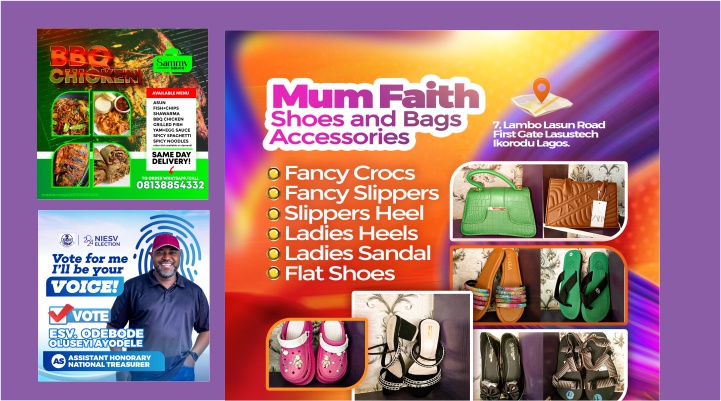 BBQ
CHICKEN
Sammy
AVAILABLE MENU
ASUN
FISH+CHIPS
SHAWARMA
BBQ CHICKEN
GRILLED FISH
YAM+EGG SAUCE
SPICY SPAGHETTI
SPICY NOODLES
SAME DAY
DELIVERY!
TO ORDER WHATSAPP/CALL
08138854332
NIESV
ELECTION
Vote for me
I'll be your
VOICE!
VOTE
ESV. ODEBODE
OLUSEYI AYODELE
AS ASSISTANT HONORARY
NATIONAL TREASURER
Mum Faith
Shoes and Bags
Accessories
7, Lambo Lasun Road
First Gate Lasustech
Ikorodu Lagos.
Fancy Crocs
Fancy Slippers
Slippers Heel
Ladies Heels
Ladies Sandal
Flat Shoes